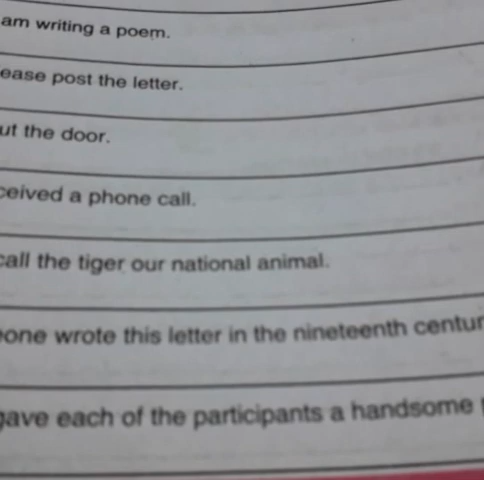 am writing a poem.
ease post the letter.
ut the door.
ceived a phone call.
call the tiger our national animal.
eone wrote this letter in the nineteenth centur
gave each of the participants a handsome